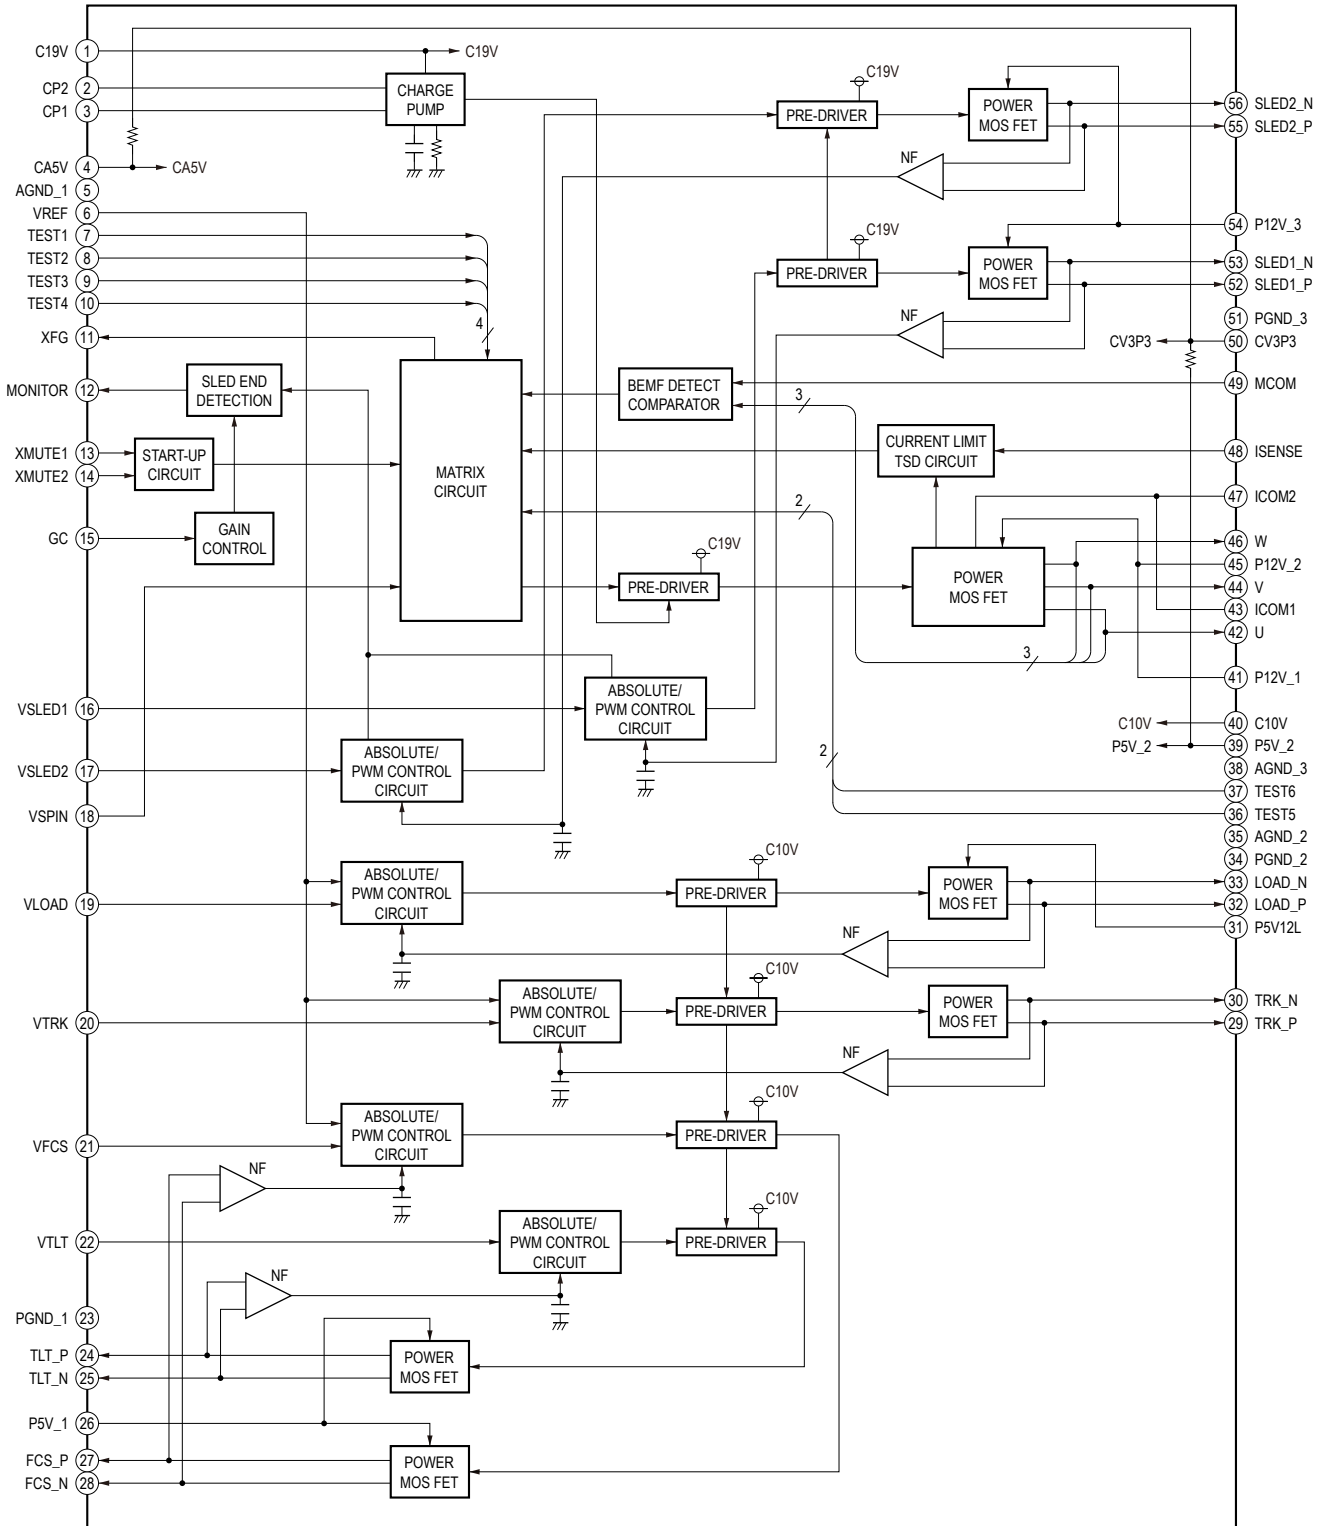 C19V 1
C19V
CP2 2
CP1 3
CHARGE
PUMP
CA5V 4
CA5V
AGND_1 5
VREF 6
TEST1 7
TEST2 8
TEST3 9
TEST4 10
XFG 11
4
MONITOR 12
SLED END
DETECTION
XMUTE1 13
XMUTE2 14
START-UP
CIRCUIT
GC 15
GAIN
CONTROL
MATRIX
CIRCUIT
VSLED1 16
VSLED2 17
VSPIN 18
VLOAD 19
VTRK 20
VFCS 21
VTLT 22
PGND_1 23
TLT_P 24
TLT_N 25
P5V_1 26
FCS_P 27
FCS_N 28
C19V
PRE-DRIVER
POWER
MOS FET
NF
56 SLED2_N
55 SLED2_P
54 P12V_3
C19V
PRE-DRIVER
POWER
MOS FET
NF
53 SLED1_N
52 SLED1_P
51 PGND_3
CV3P3
50 CV3P3
BEMF DETECT
COMPARATOR
3
49 MCOM
CURRENT LIMIT
TSD CIRCUIT
48 ISENSE
2
47 ICOM2
C19V
PRE-DRIVER
POWER
MOS FET
46 W
45 P12V_2
44 V
43 ICOM1
42 U
3
41 P12V_1
ABSOLUTE/
PWM CONTROL
CIRCUIT
C10V
40 C10V
P5V_2
39 P5V_2
ABSOLUTE/
PWM CONTROL
CIRCUIT
2
38 AGND_3
37 TEST6
36 TEST5
35 AGND_2
34 PGND_2
ABSOLUTE/
PWM CONTROL
CIRCUIT
C10V
PRE-DRIVER
POWER
MOS FET
33 LOAD_N
32 LOAD_P
31 P5V12L
NF
ABSOLUTE/
PWM CONTROL
CIRCUIT
C10V
PRE-DRIVER
POWER
MOS FET
30 TRK_N
29 TRK_P
NF
ABSOLUTE/
PWM CONTROL
CIRCUIT
C10V
PRE-DRIVER
NF
ABSOLUTE/
PWM CONTROL
CIRCUIT
C10V
PRE-DRIVER
NF
POWER
MOS FET
POWER
MOS FET